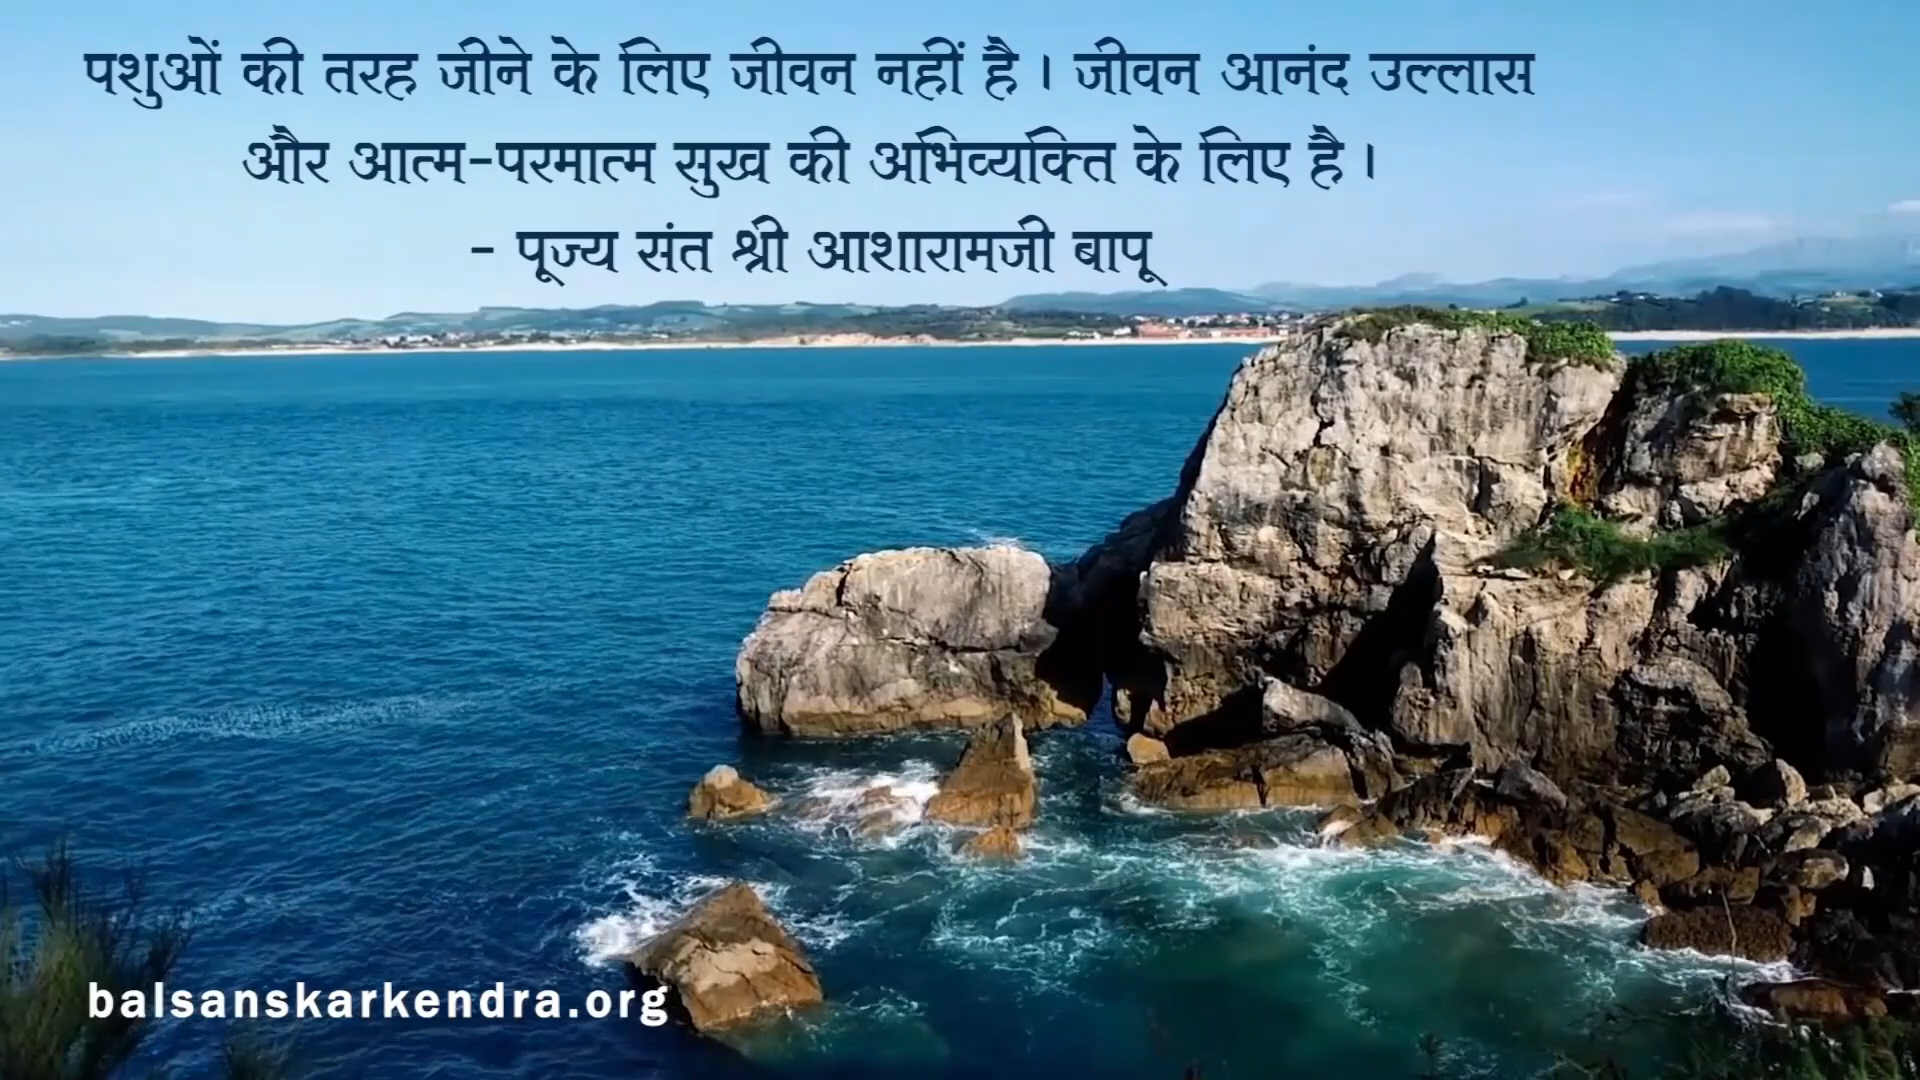 पशुओं की तरह जीने के लिए जीवन नहीं है । जीवन आनंद उल्लास
और आत्म-परमात्म सुख की अभिव्यक्ति के लिए है ।
- पूज्य संत श्री आशारामजी बापू
balsanskarkendra.org